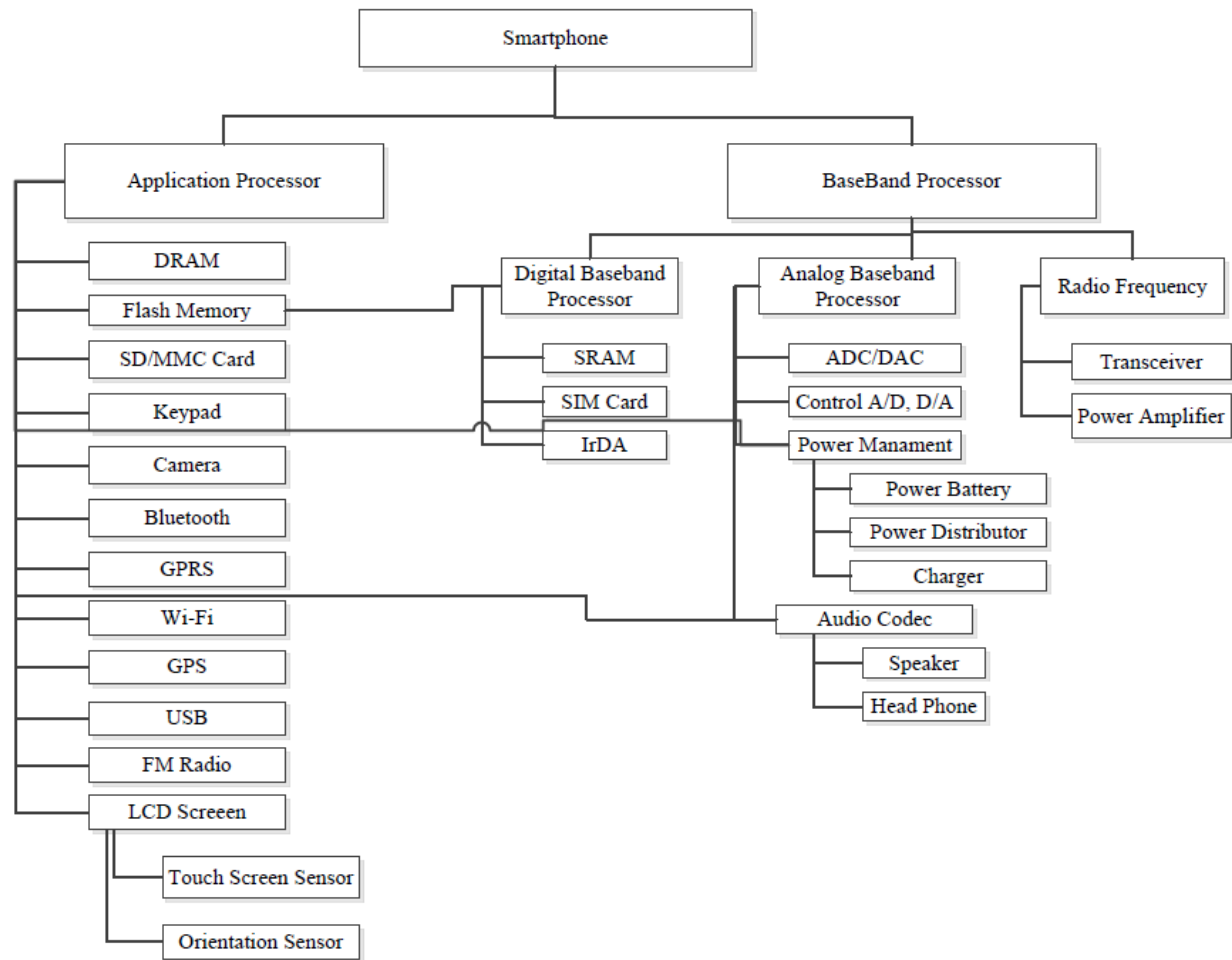 Smartphone
Application Processor
BaseBand Processor
DRAM
Flash Memory
SD/MMC Card
Keypad
Camera
Bluetooth
GPRS
Wi-Fi
GPS
USB
FM Radio
LCD Screeen
Touch Screen Sensor
Orientation Sensor
Digital Baseband
Processor
SRAM
SIM Card
IrDA
Analog Baseband
Processor
ADC/DAC
Control A/D, D/A
Power Manament
Power Battery
Power Distributor
Charger
Audio Codec
Speaker
Head Phone
Radio Frequency
Transceiver
Power Amplifier